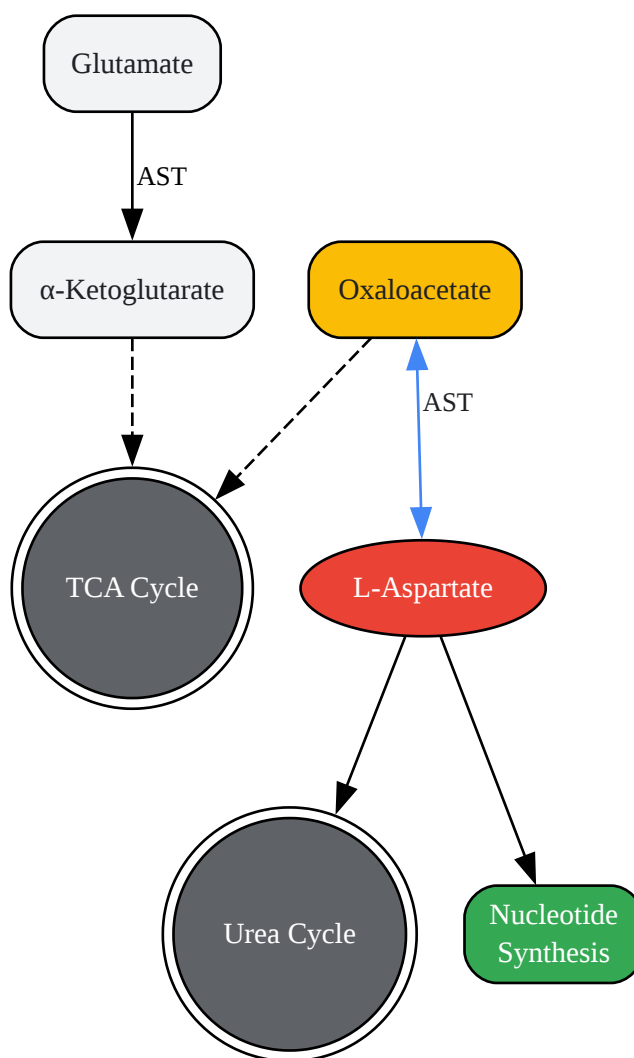 Glutamate
AST
α-Ketoglutarate
Oxaloacetate
AST
TCA Cycle
L-Aspartate
Urea Cycle
Nucleotide
Synthesis